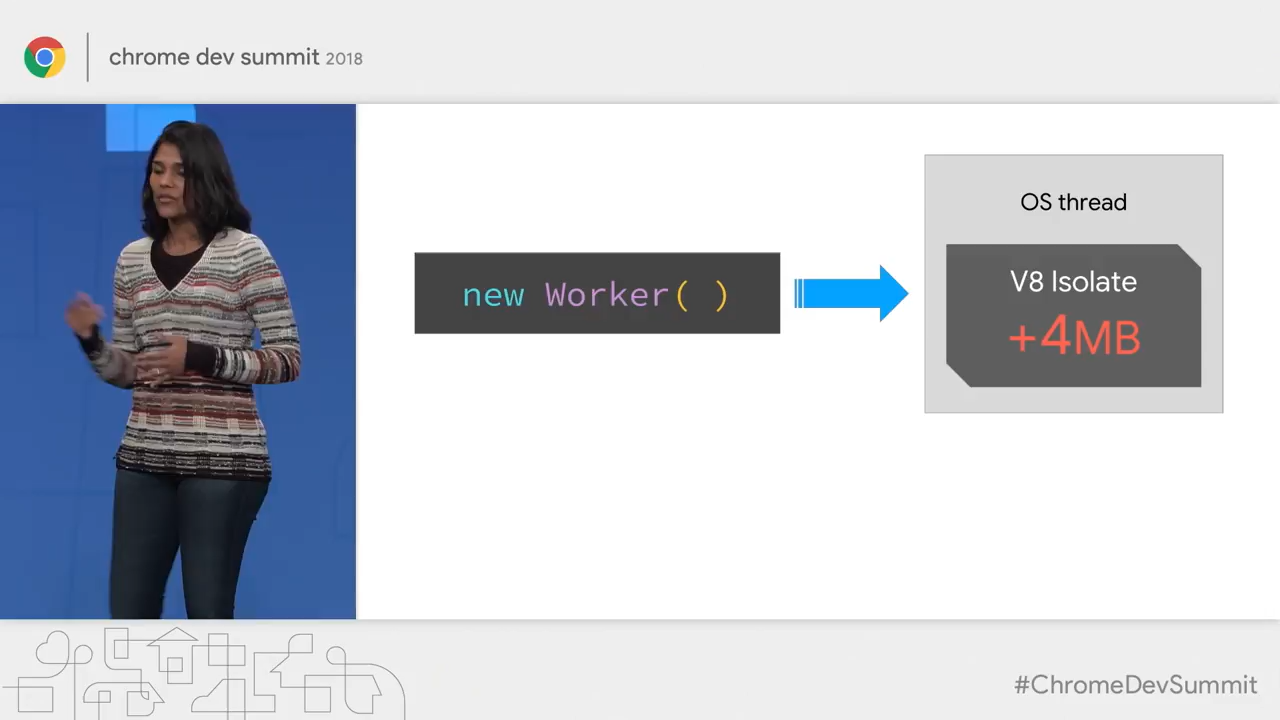 chrome dev summit 2018
OS thread
V8 Isolate
new Worker( )
+4MB
#ChromeDevSummit